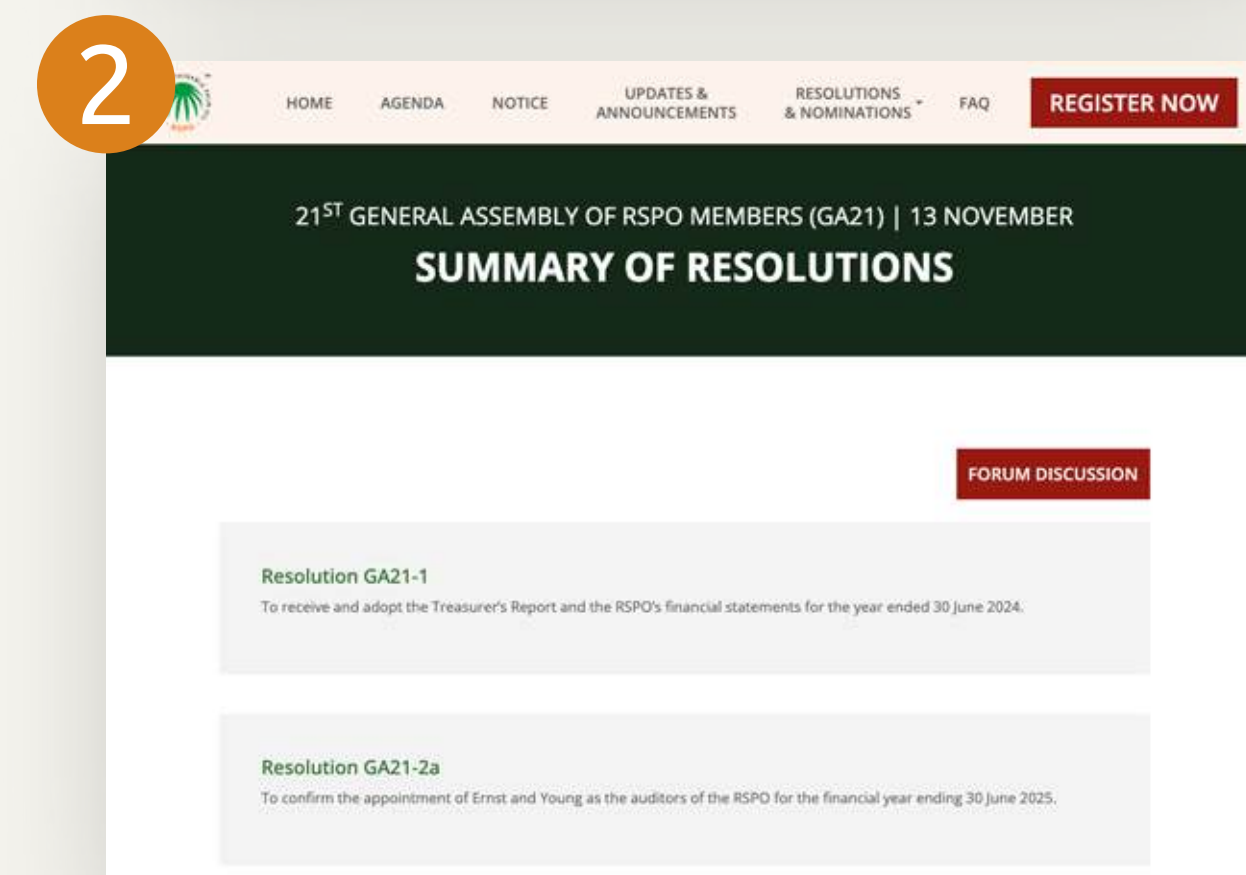 2
RSPO
HOME AGENDA NOTICE UPDATES & ANNOUNCEMENTS RESOLUTIONS & NOMINATIONS FAQ REGISTER NOW
21ST GENERAL ASSEMBLY OF RSPO MEMBERS (GA21) | 13 NOVEMBER
SUMMARY OF RESOLUTIONS
FORUM DISCUSSION
Resolution GA21-1
To receive and adopt the Treasurer's Report and the RSPO's financial statements for the year ended 30 June 2024.
Resolution GA21-2a
To confirm the appointment of Ernst and Young as the auditors of the RSPO for the financial year ending 30 June 2025.